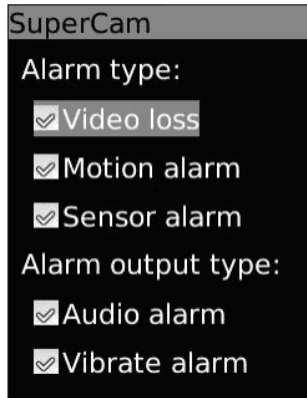 SuperCam
Alarm type:
Video loss
Motion alarm
Sensor alarm
Alarm output type:
Audio alarm
Vibrate alarm